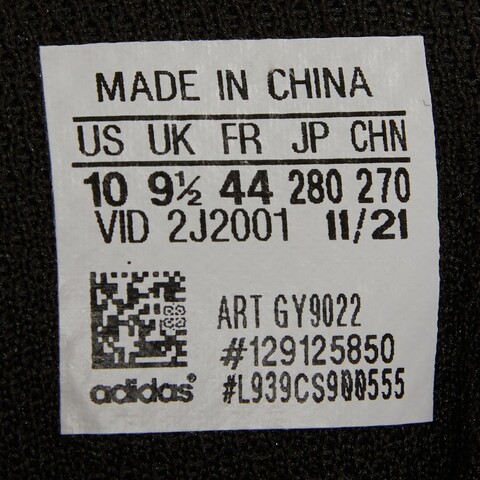 MADE IN CHINA
US UK FR JP CHN
10 9½ 44 280 270
VID 2J2001 11/21
ART GY9022
#129125850
adidas®
#L939CS900555